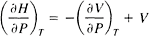 (∂H/∂P)_T = −(∂V/∂P)_T + V